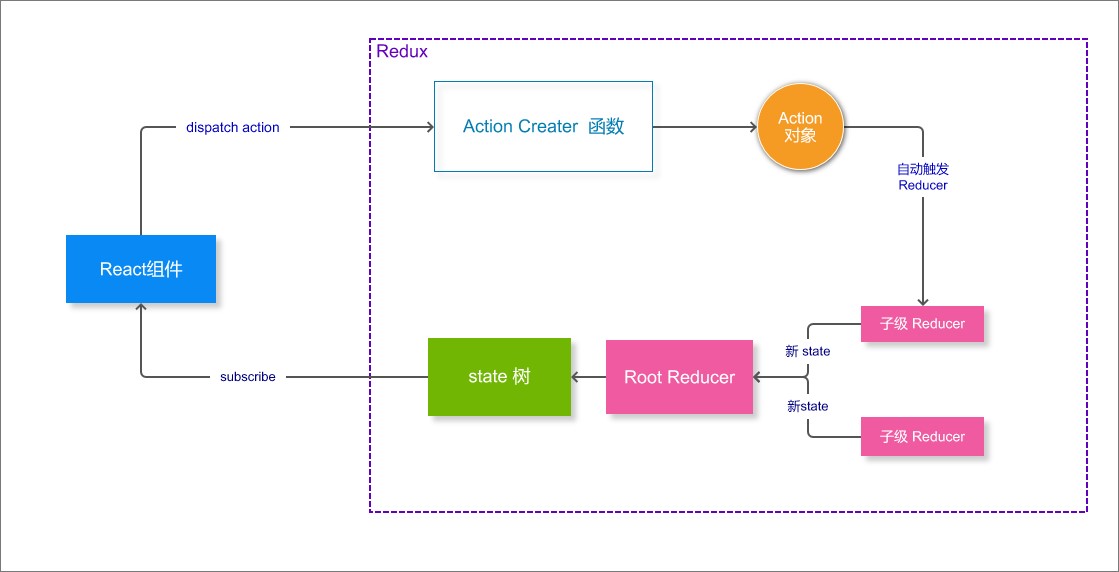 Redux
dispatch action
Action Creater 函数
Action
对象
自动触发
Reducer
React组件
子级 Reducer
新 state
state 树
Root Reducer
subscribe
新state
子级 Reducer